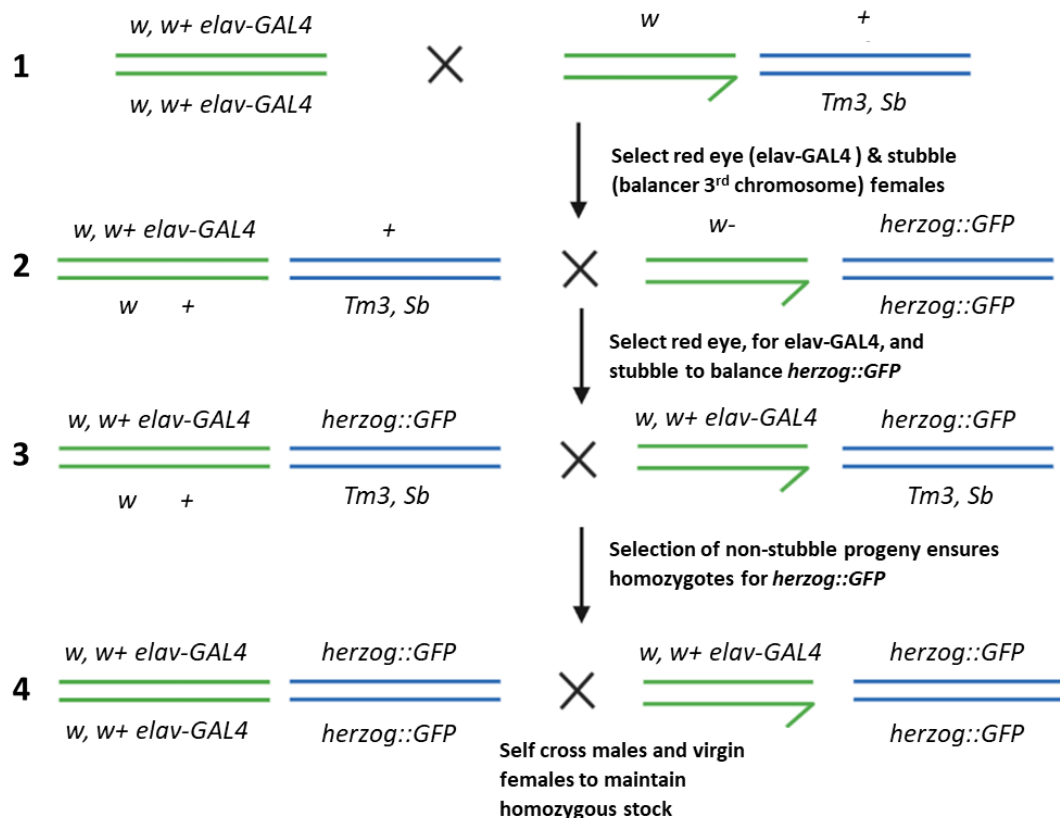 w, w+ elav-GAL4
w
+
1
w, w+ elav-GAL4
Tm3, Sb
Select red eye (elav-GAL4 ) & stubble
(balancer 3rd chromosome) females
w, w+ elav-GAL4
+
w-
herzog::GFP
2
w +
Tm3, Sb
herzog::GFP
Select red eye, for elav-GAL4, and
stubble to balance herzog::GFP
w, w+ elav-GAL4
herzog::GFP
w, w+ elav-GAL4
herzog::GFP
3
w +
Tm3, Sb
Tm3, Sb
Selection of non-stubble progeny ensures
homozygotes for herzog::GFP
w, w+ elav-GAL4
herzog::GFP
w, w+ elav-GAL4
herzog::GFP
4
w, w+ elav-GAL4
herzog::GFP
herzog::GFP
Self cross males and virgin
females to maintain
homozygous stock